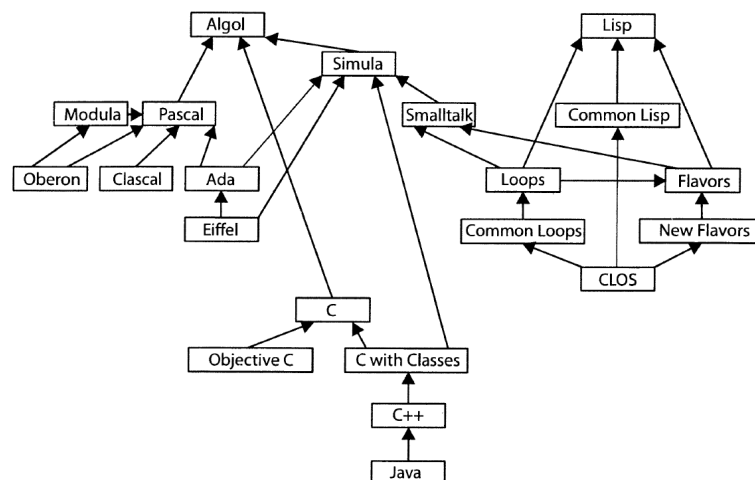 Algol
Lisp
Simula
Modula
Pascal
Smalltalk
Common Lisp
Oberon
Clascal
Ada
Loops
Flavors
Eiffel
Common Loops
New Flavors
CLOS
C
Objective C
C with Classes
C++
Java